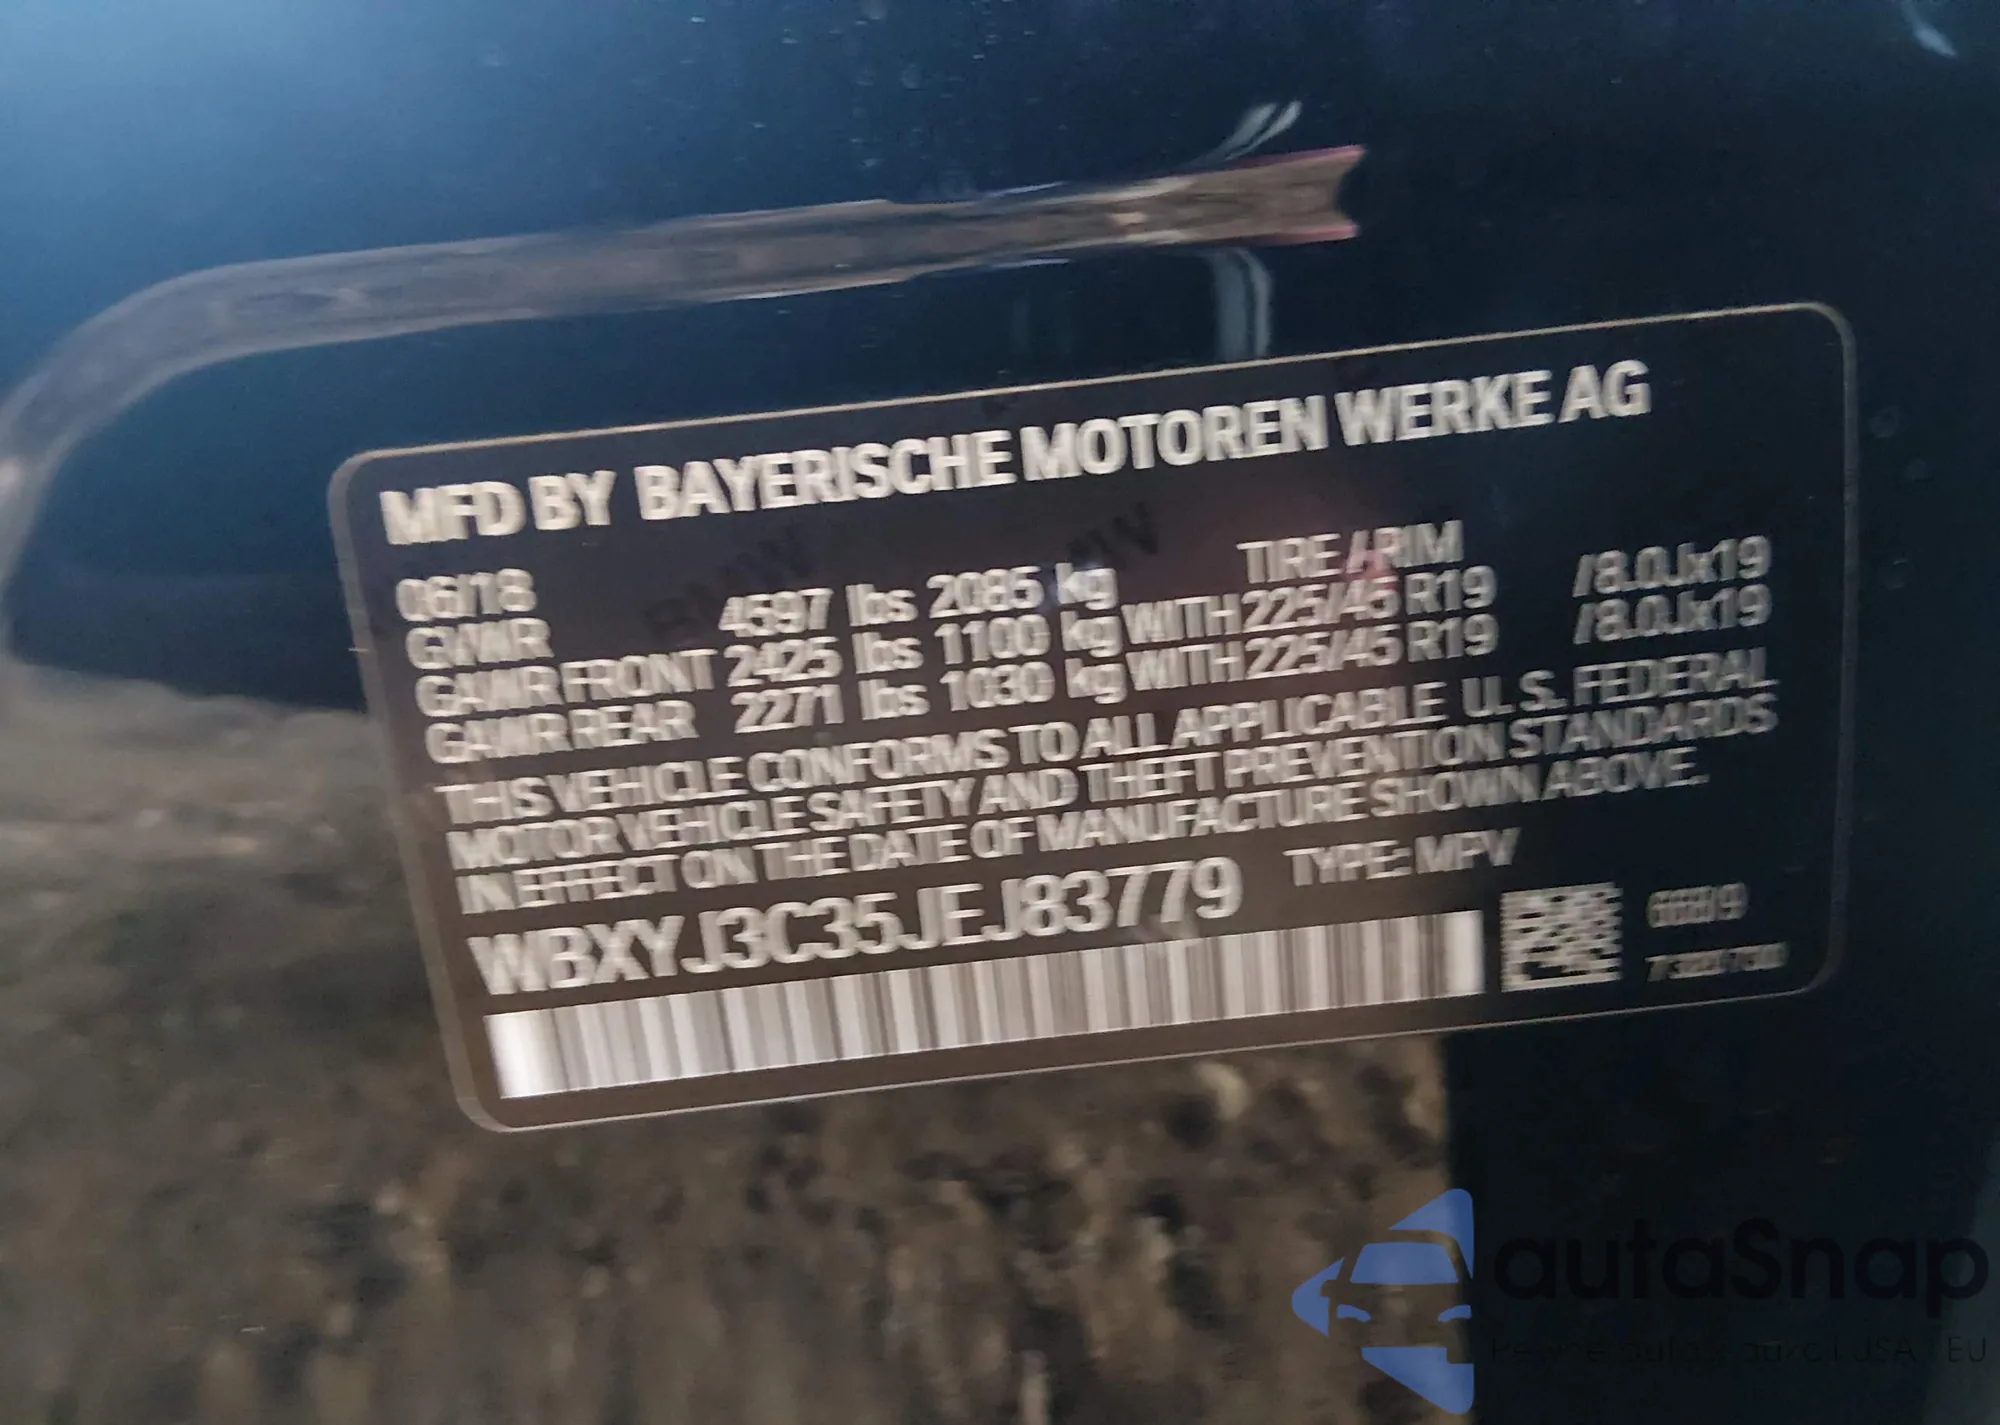 MFD BY BAYERISCHE MOTOREN WERKE AG
06/18 TIRE / RIM
GVWR 4597 lbs 2085 kg
GAWR FRONT 2425 lbs 1100 kg WITH 225/45 R19 /8.0Jx19
GAWR REAR 2271 lbs 1030 kg WITH 225/45 R19 /8.0Jx19
THIS VEHICLE CONFORMS TO ALL APPLICABLE U.S. FEDERAL
MOTOR VEHICLE SAFETY AND THEFT PREVENTION STANDARDS
IN EFFECT ON THE DATE OF MANUFACTURE SHOWN ABOVE.
WBXYJ3C35JEJ83779 TYPE: MPV
autaSnap
USA EU